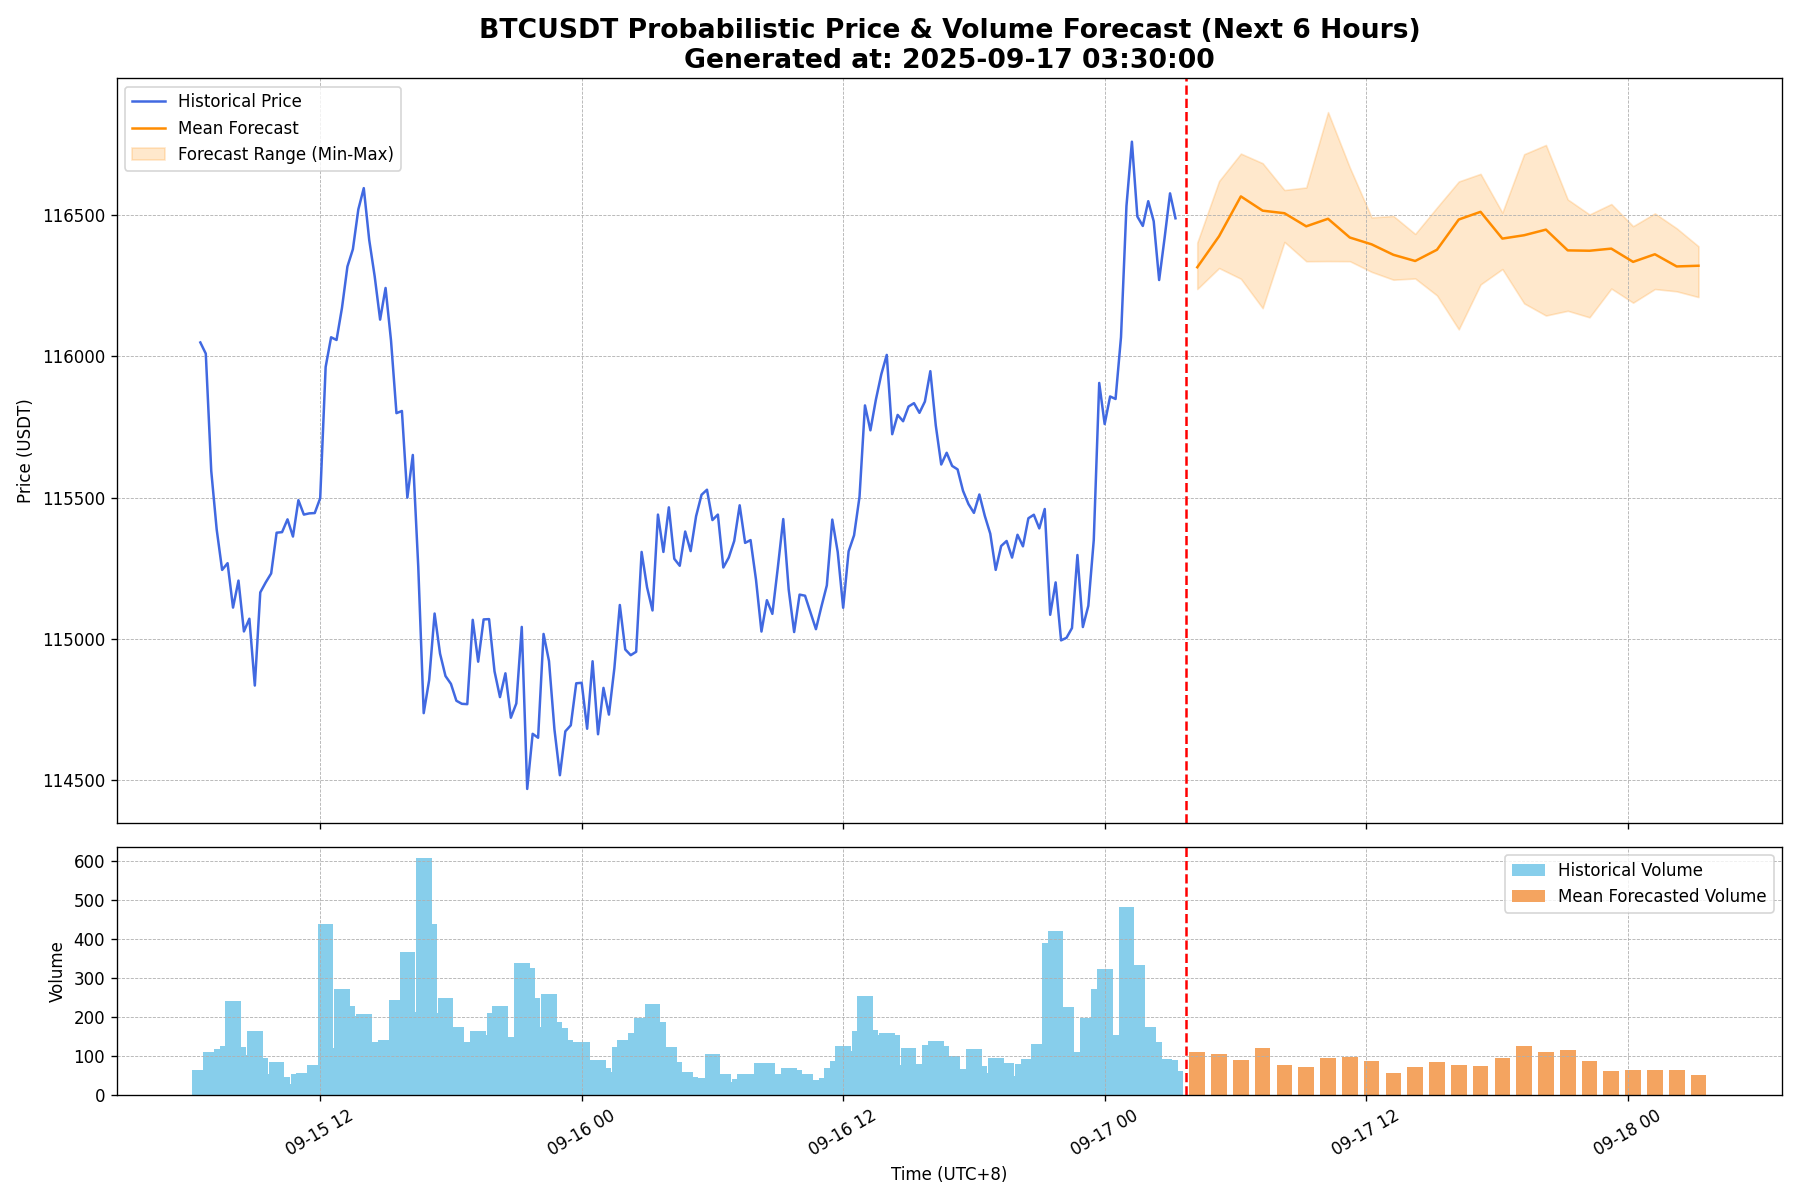 BTCUSDT Probabilistic Price & Volume Forecast (Next 6 Hours)
Generated at: 2025-09-17 03:30:00
Historical Price
Mean Forecast
Forecast Range (Min-Max)
116500
116000
115500
115000
114500
Price (USDT)
600
500
400
300
200
100
0
Volume
Historical Volume
Mean Forecasted Volume
09-15 12
09-16 00
09-16 12
09-17 00
09-17 12
09-18 00
Time (UTC+8)